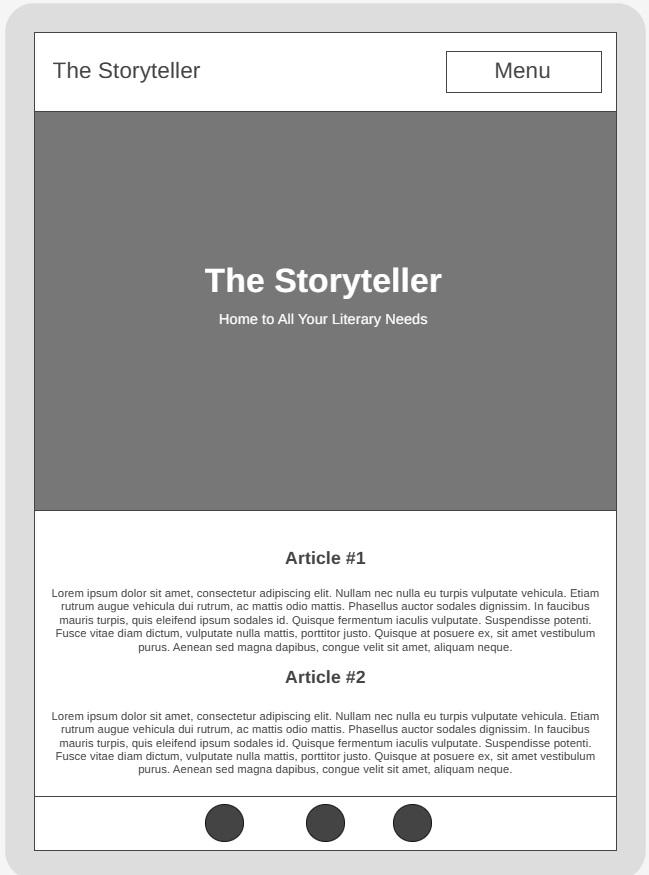 The Storyteller
Menu
The Storyteller
Home to All Your Literary Needs
Article #1
Lorem ipsum dolor sit amet, consectetur adipiscing elit. Nullam nec nulla eu turpis vulputate vehicula. Etiam
rutrum augue vehicula dui rutrum, ac mattis odio mattis. Phasellus auctor sodales dignissim. In faucibus
mauris turpis, quis eleifend ipsum sodales id. Quisque fermentum iaculis vulputate. Suspendisse potenti.
Fusce vitae diam dictum, vulputate nulla mattis, porttitor justo. Quisque at posuere ex, sit amet vestibulum
purus. Aenean sed magna dapibus, congue velit sit amet, aliquam neque.
Article #2
Lorem ipsum dolor sit amet, consectetur adipiscing elit. Nullam nec nulla eu turpis vulputate vehicula. Etiam
rutrum augue vehicula dui rutrum, ac mattis odio mattis. Phasellus auctor sodales dignissim. In faucibus
mauris turpis, quis eleifend ipsum sodales id. Quisque fermentum iaculis vulputate. Suspendisse potenti.
Fusce vitae diam dictum, vulputate nulla mattis, porttitor justo. Quisque at posuere ex, sit amet vestibulum
purus. Aenean sed magna dapibus, congue velit sit amet, aliquam neque.